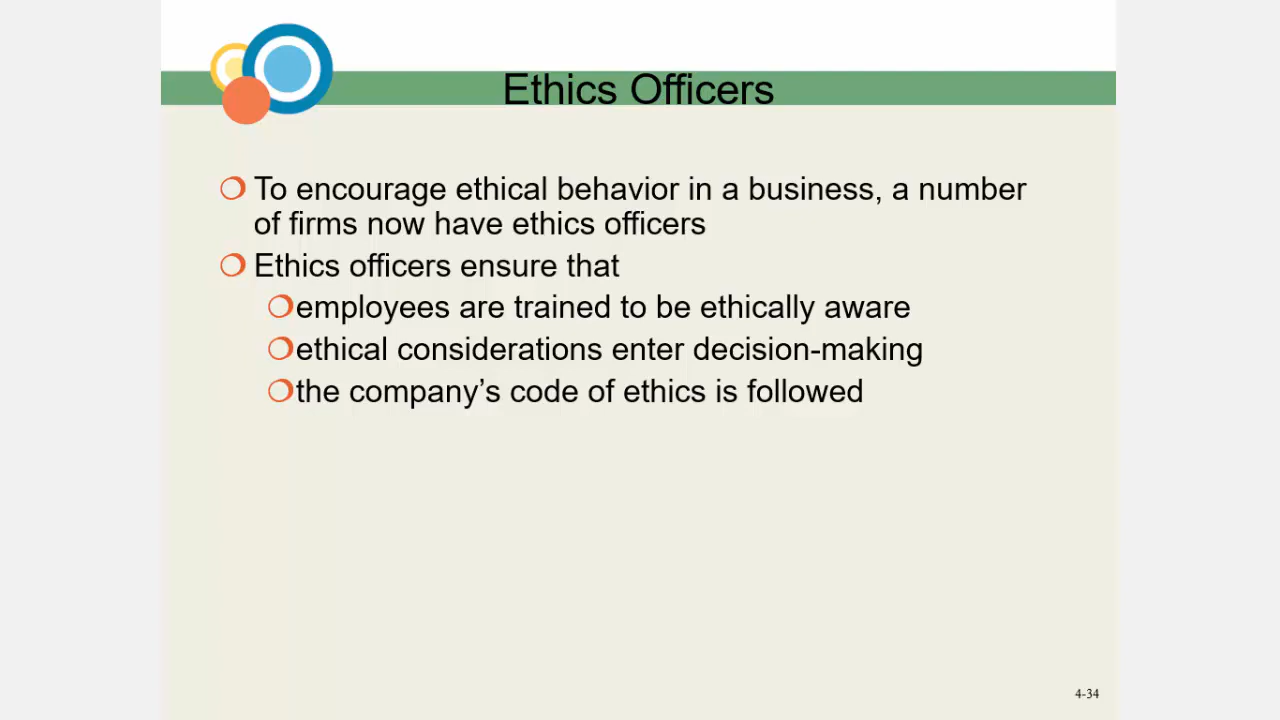 Ethics Officers
To encourage ethical behavior in a business, a number
of firms now have ethics officers
Ethics officers ensure that
employees are trained to be ethically aware
ethical considerations enter decision-making
the company’s code of ethics is followed
4-34